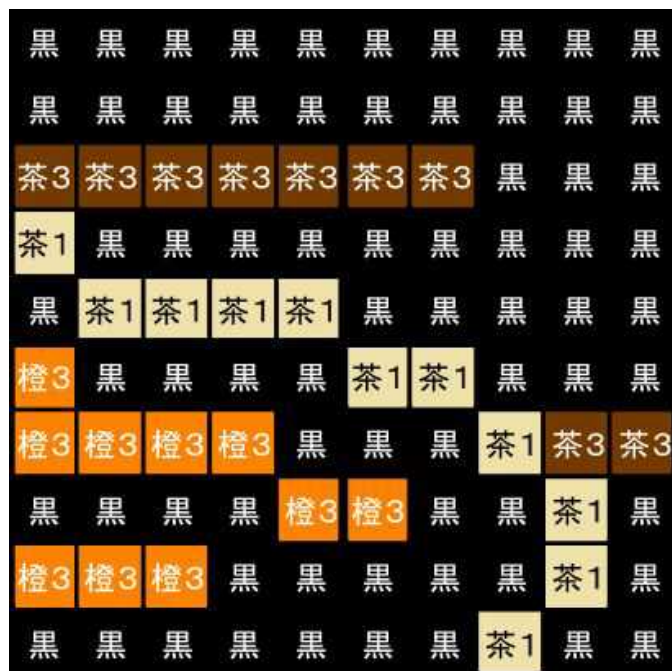 黒 黒 黒 黒 黒 黒 黒 黒 黒 黒
黒 黒 黒 黒 黒 黒 黒 黒 黒 黒
茶3 茶3 茶3 茶3 茶3 茶3 茶3 黒 黒 黒
茶1 黒 黒 黒 黒 黒 黒 黒 黒 黒
黒 茶1 茶1 茶1 茶1 黒 黒 黒 黒 黒
橙3 黒 黒 黒 黒 茶1 茶1 黒 黒 黒
橙3 橙3 橙3 橙3 黒 黒 黒 茶1 茶3 茶3
黒 黒 黒 黒 橙3 橙3 黒 黒 茶1 黒
橙3 橙3 橙3 黒 黒 黒 黒 黒 茶1 黒
黒 黒 黒 黒 黒 黒 黒 茶1 黒 黒